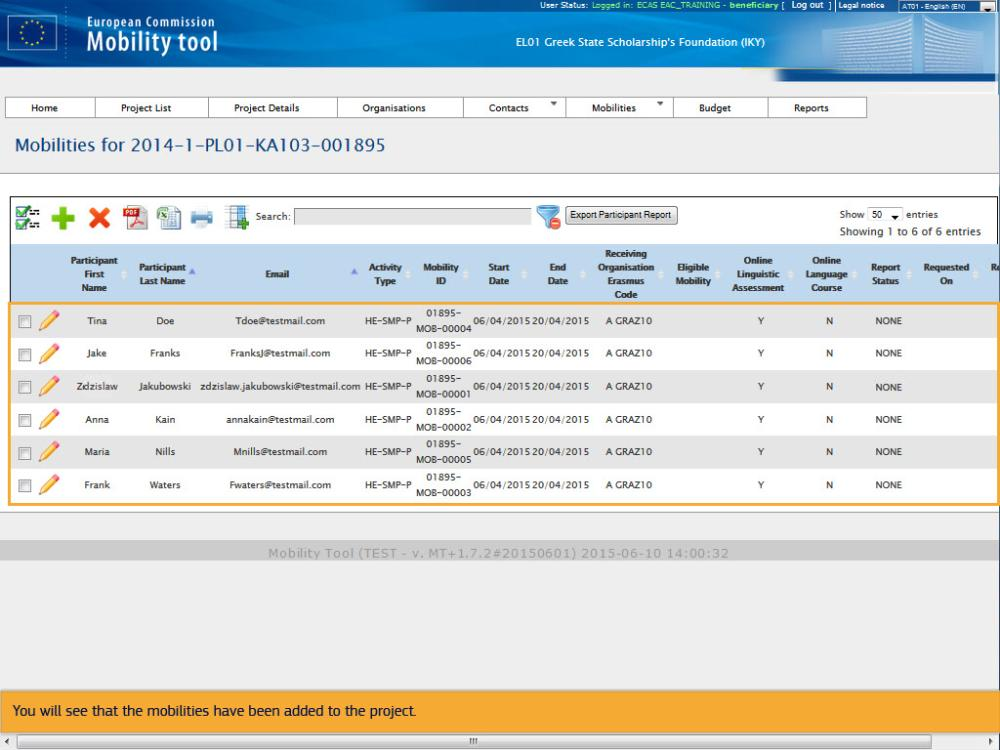 User Status: Logged in: ECAS EAC_TRAINING - beneficiary [ Log out ] Legal notice AT01 - English (EN)
European Commission
Mobility tool
EL01 Greek State Scholarship's Foundation (IKY)
Home Project List Project Details Organisations Contacts Mobilities Budget Reports
Mobilities for 2014-1-PL01-KA103-001895
Search: Export Participant Report Show 50 entries
Showing 1 to 6 of 6 entries
Participant First Name Participant Last Name Email Activity Type Mobility ID Start Date End Date Receiving Organisation Erasmus Code Eligible Mobility Online Linguistic Assessment Online Language Course Report Status Requested On
Tina Doe Tdoe@testmail.com HE-SMP-P 01895-MOB-00004 06/04/2015 20/04/2015 A GRAZ10 Y N NONE
Jake Franks FranksJ@testmail.com HE-SMP-P 01895-MOB-00006 06/04/2015 20/04/2015 A GRAZ10 Y N NONE
Zdzislaw Jakubowski zdzislaw.jakubowski@testmail.com HE-SMP-P 01895-MOB-00001 06/04/2015 20/04/2015 A GRAZ10 Y N NONE
Anna Kain annakain@testmail.com HE-SMP-P 01895-MOB-00002 06/04/2015 20/04/2015 A GRAZ10 Y N NONE
Maria Nills Mnills@testmail.com HE-SMP-P 01895-MOB-00005 06/04/2015 20/04/2015 A GRAZ10 Y N NONE
Frank Waters Fwaters@testmail.com HE-SMP-P 01895-MOB-00003 06/04/2015 20/04/2015 A GRAZ10 Y N NONE
Mobility Tool (TEST - v. MT+1.7.2#20150601) 2015-06-10 14:00:32
You will see that the mobilities have been added to the project.